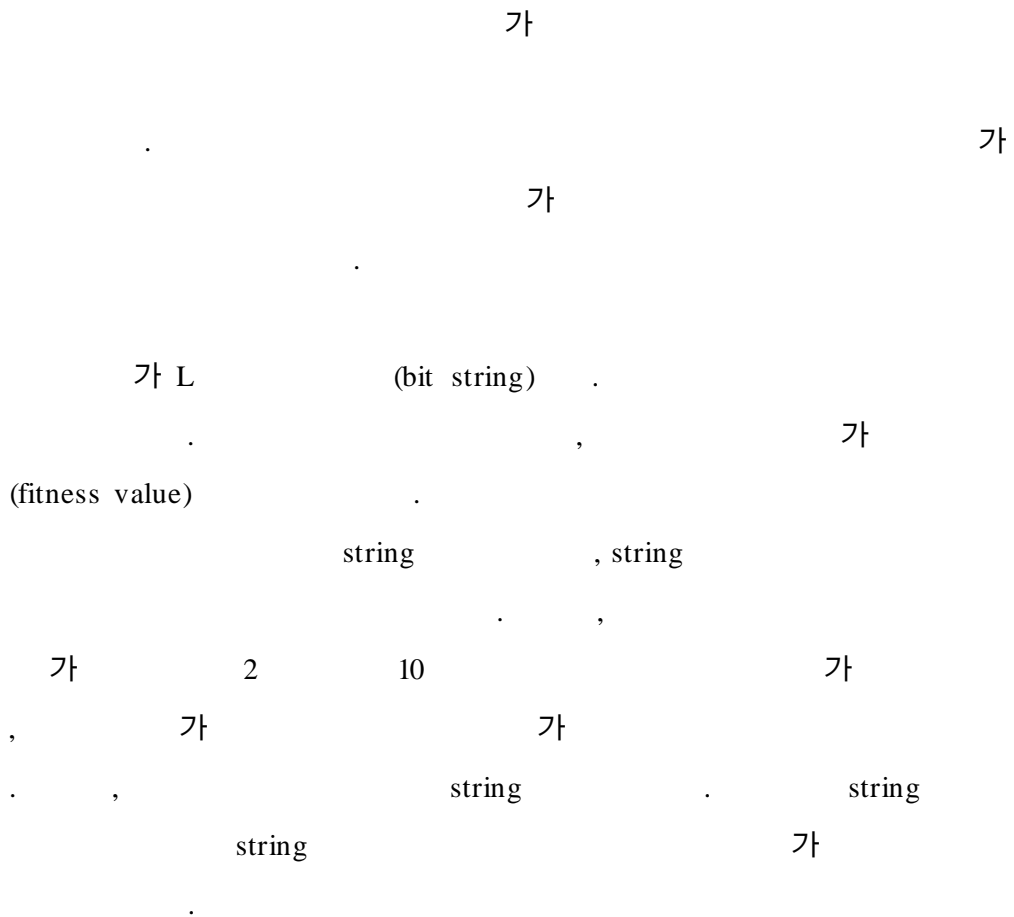 가
. 가
가
.
가 L (bit string) .
. , 가
(fitness value) .
string , string
. ,
가 2 10 가
, 가 가
. , string . string
string 가
.